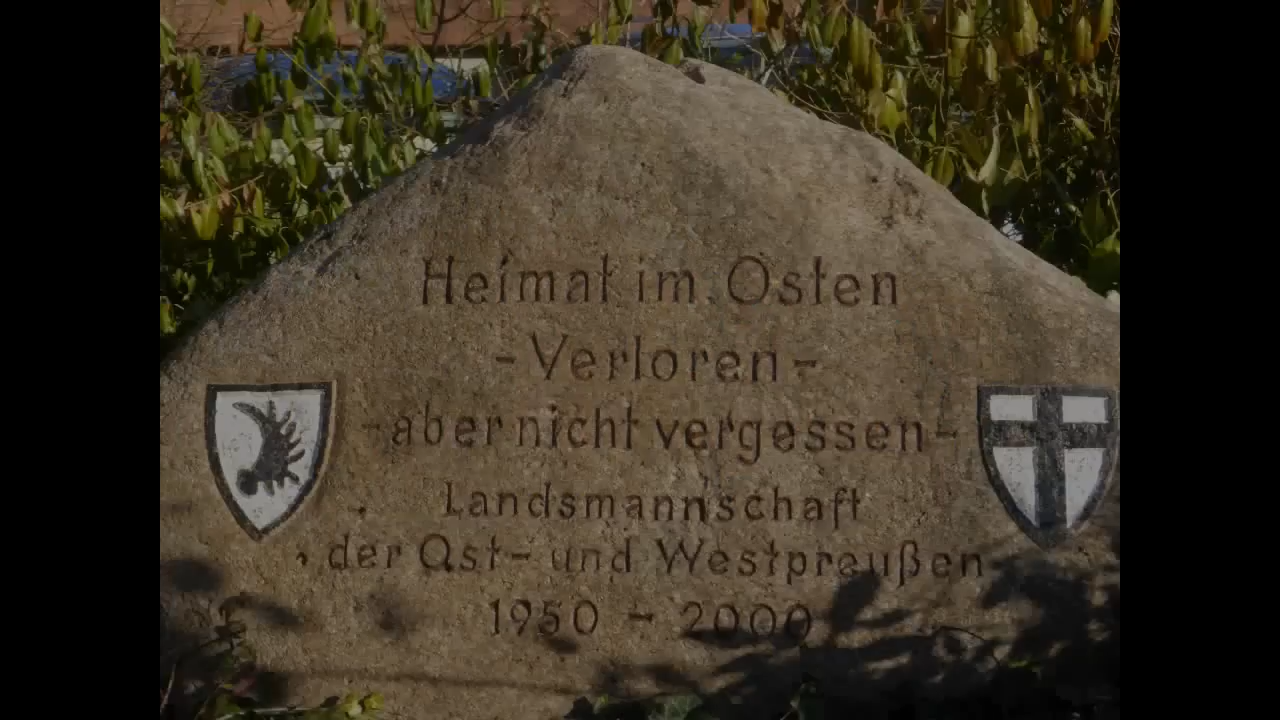 Heimat im Osten
- Verloren -
- aber nicht vergessen -
Landsmannschaft
der Ost- und Westpreußen
1950 - 2000